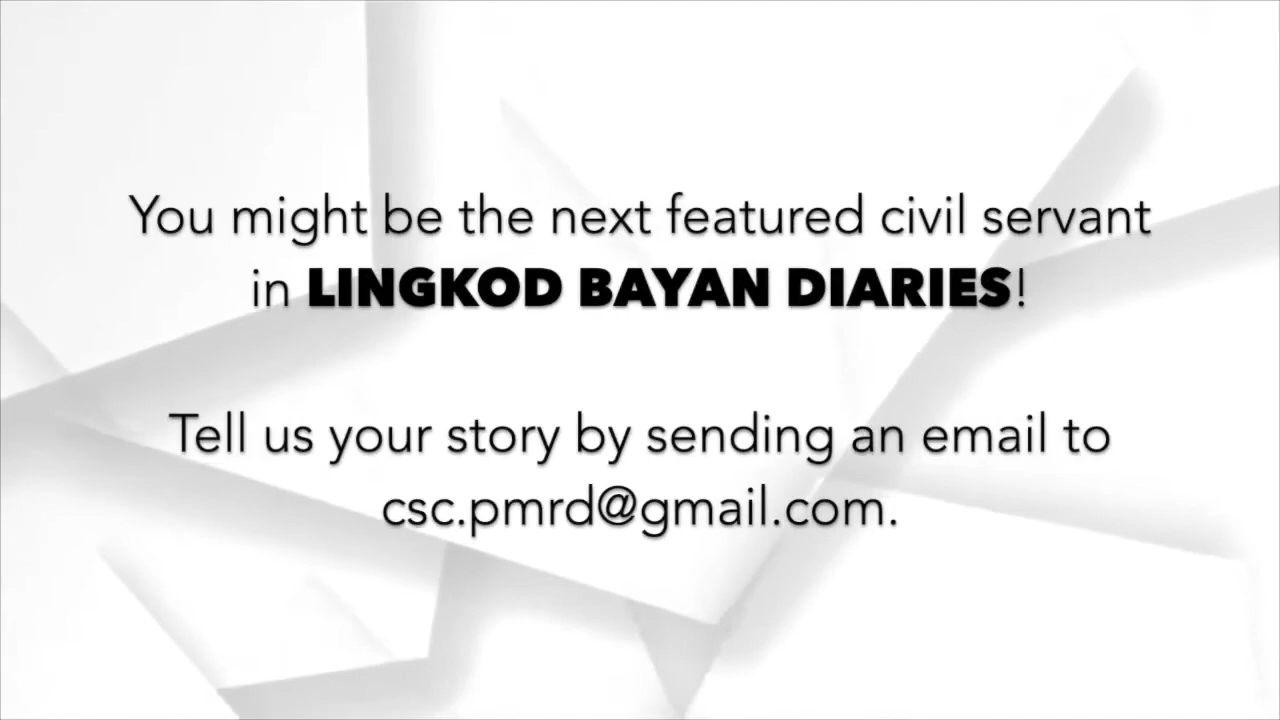 You might be the next featured civil servant
in LINGKOD BAYAN DIARIES!
Tell us your story by sending an email to
csc.pmrd@gmail.com.